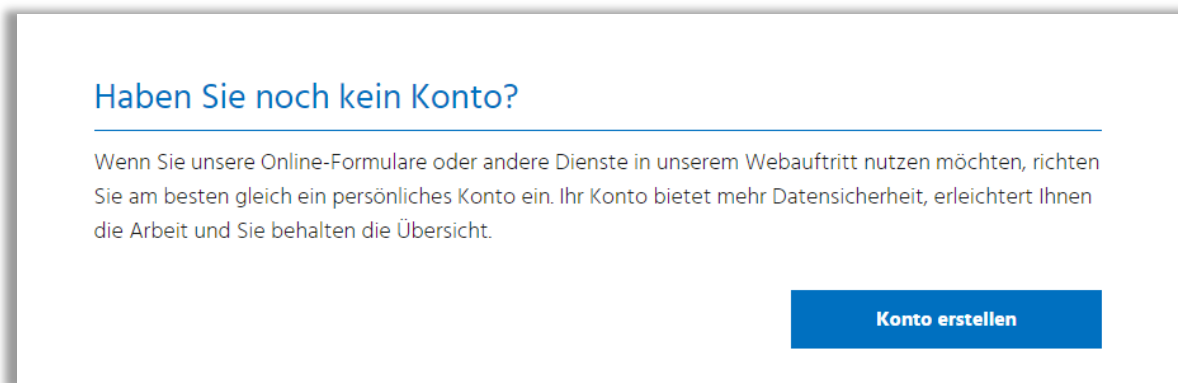 Haben Sie noch kein Konto?
Wenn Sie unsere Online-Formulare oder andere Dienste in unserem Webauftritt nutzen möchten, richten
Sie am besten gleich ein persönliches Konto ein. Ihr Konto bietet mehr Datensicherheit, erleichtert Ihnen
die Arbeit und Sie behalten die Übersicht.
Konto erstellen